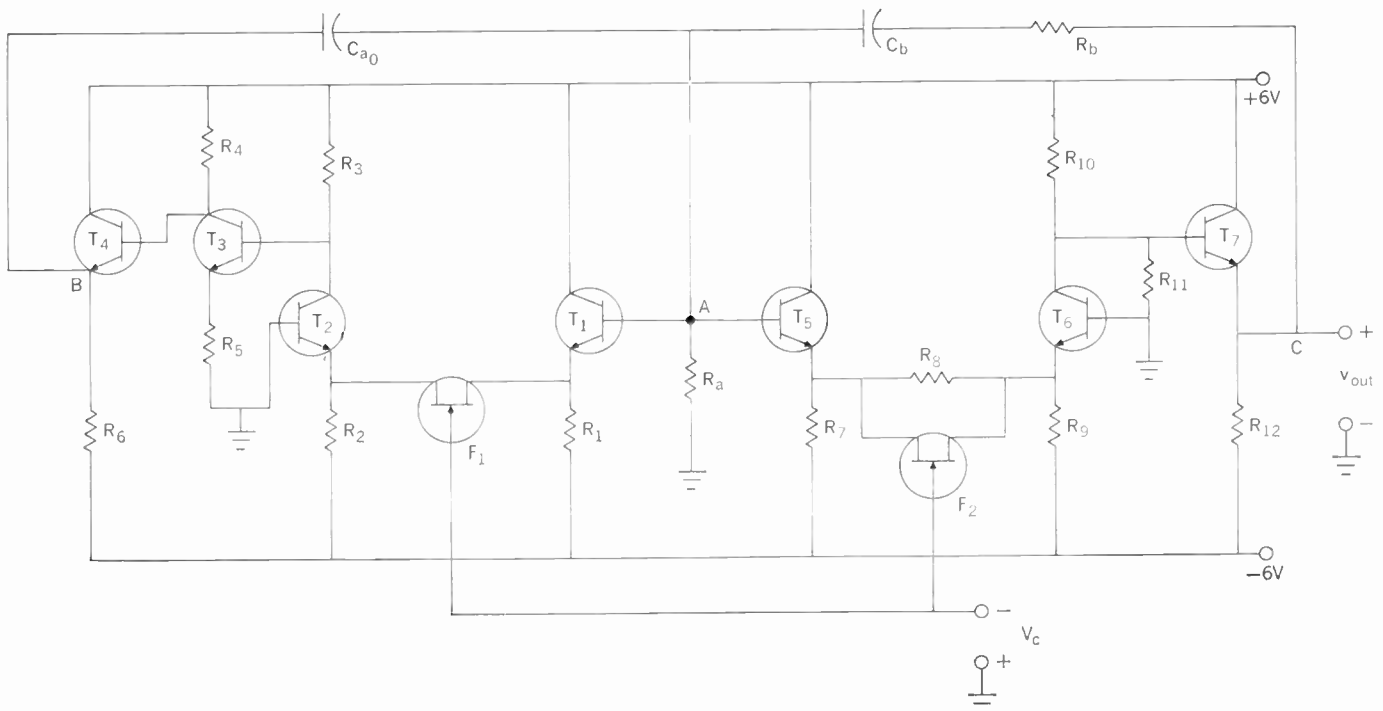 Ca0
Cb
Rb
+6V
R4
R3
R10
T4
T3
T7
B
R11
T2
T1
A
T5
T6
R5
R8
C
+
vout
−
R6
R2
F1
R1
Ra
R7
F2
R9
R12
−6V
−
Vc
+